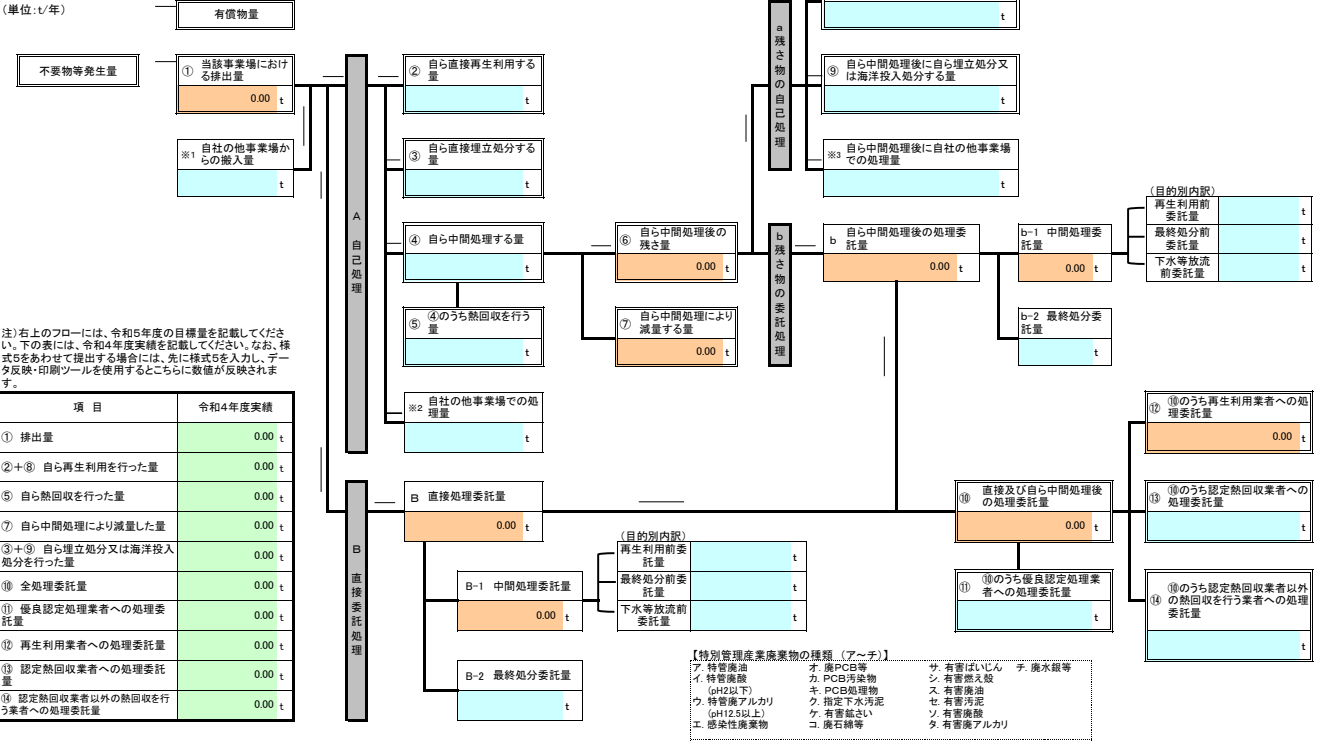 (単位:t/年)
有償物量
不要物等発生量
① 当該事業場におけ
る排出量
0.00 t
※1 自社の他事業場か
らの搬入量
t
A 自己処理
② 自ら直接再生利用する
量
t
③ 自ら直接埋立処分する
量
t
④ 自ら中間処理する量
t
⑤ ④のうち熱回収を行う
量
t
※2 自社の他事業場での処
理量
t
⑥ 自ら中間処理後の
残さ量
0.00 t
⑦ 自ら中間処理により
減量する量
0.00 t
a 残さ物の自己処理
t
⑨ 自ら中間処理後に自ら埋立処分又
は海洋投入処分する量
t
※3 自ら中間処理後に自社の他事業場
での処理量
t
b 残さ物の委託処理
b 自ら中間処理後の処理委
託量
0.00 t
b-1 中間処理委
託量
0.00 t
(目的別内訳)
再生利用前
委託量
t
最終処分前
委託量
t
下水等放流
前委託量
t
b-2 最終処分委
託量
t
注)右上のフローには、令和5年度の目標量を記載してくださ
い。下の表には、令和4年度実績を記載してください。なお、様
式5をあわせて提出する場合には、先に様式5を入力し、デー
タ反映・印刷ツールを使用するとこちらに数値が反映されま
す。
項 目 令和4年度実績
① 排出量 0.00 t
②+⑧ 自ら再生利用を行った量 0.00 t
⑤ 自ら熱回収を行った量 0.00 t
⑦ 自ら中間処理により減量した量 0.00 t
③+⑨ 自ら埋立処分又は海洋投入
処分を行った量 0.00 t
⑩ 全処理委託量 0.00 t
⑪ 優良認定処理業者への処理委
託量 0.00 t
⑫ 再生利用業者への処理委託量 0.00 t
⑬ 認定熱回収業者への処理委託
量 0.00 t
⑭ 認定熱回収業者以外の熱回収を行
う業者への処理委託量 0.00 t
B 直接委託処理
B 直接処理委託量
0.00 t
B-1 中間処理委託量
0.00 t
(目的別内訳)
再生利用前委
託量
t
最終処分前委
託量
t
下水等放流前
委託量
t
B-2 最終処分委託量
t
⑩ 直接及び自ら中間処理後
の処理委託量
0.00 t
⑪ ⑩のうち優良認定処理業
者への処理委託量
t
⑫ ⑩のうち再生利用業者への処
理委託量
0.00 t
⑬ ⑩のうち認定熱回収業者への
処理委託量
t
⑭ ⑩のうち認定熱回収業者以外
の熱回収を行う業者への処理
委託量
t
【特別管理産業廃棄物の種類 (ア~チ)】
ア. 特管廃油 オ. 廃PCB等 サ. 有害ばいじん チ. 廃水銀等
イ. 特管廃酸 カ. PCB汚染物 シ. 有害燃え殻
(pH2以下) キ. PCB処理物 ス. 有害廃油
ウ. 特管廃アルカリ ク. 指定下水汚泥 セ. 有害汚泥
(pH12.5以上) ケ. 有害鉱さい ソ. 有害廃酸
エ. 感染性廃棄物 コ. 廃石綿等 タ. 有害廃アルカリ